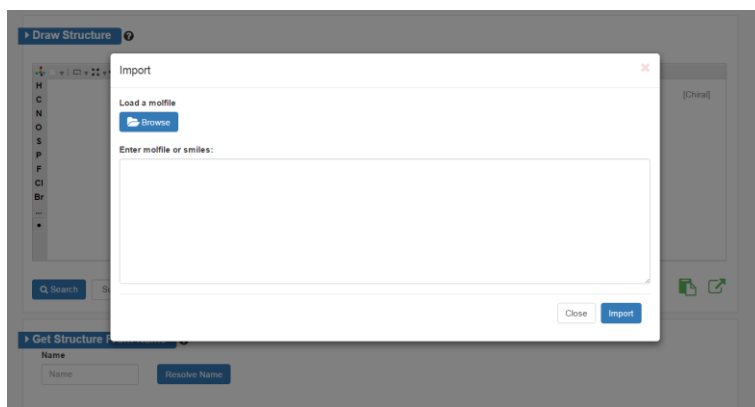 Draw Structure
Import
H
C
N
O
S
P
F
Cl
Br
...
[Chiral]
Load a molfile
Browse
Enter molfile or smiles:
Search
Close
Import
Get Structure
Name
Name
Resolve Name